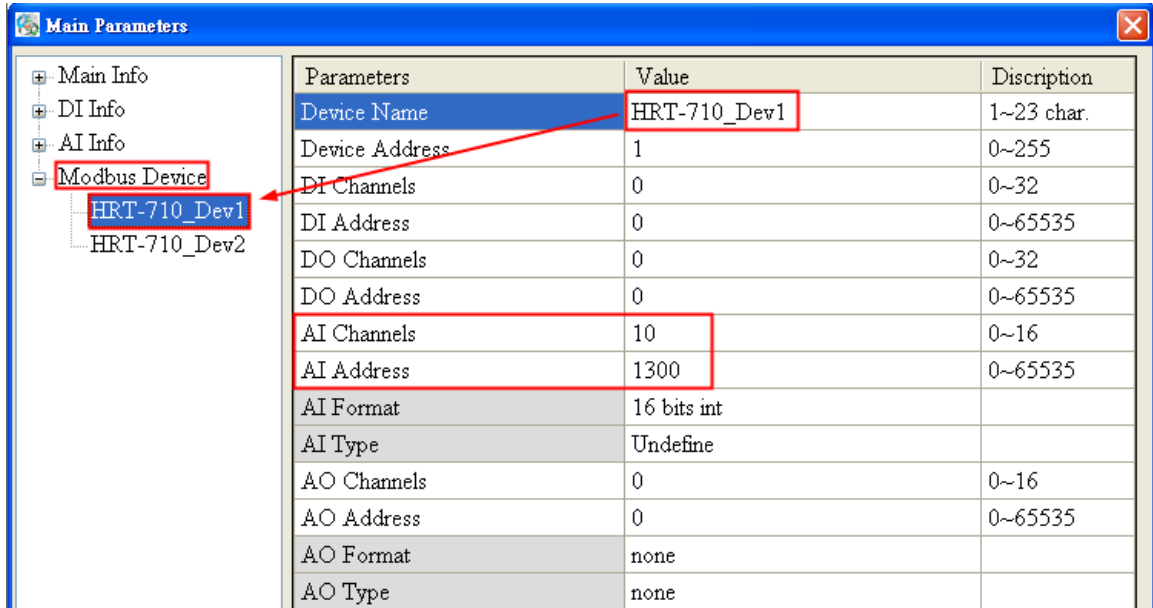 Main Parameters
Main Info
DI Info
AI Info
Modbus Device
HRT-710_Dev1
HRT-710_Dev2
Parameters Value Discription
Device Name HRT-710_Dev1 1~23 char.
Device Address 1 0~255
DI Channels 0 0~32
DI Address 0 0~65535
DO Channels 0 0~32
DO Address 0 0~65535
AI Channels 10 0~16
AI Address 1300 0~65535
AI Format 16 bits int
AI Type Undefine
AO Channels 0 0~16
AO Address 0 0~65535
AO Format none
AO Type none